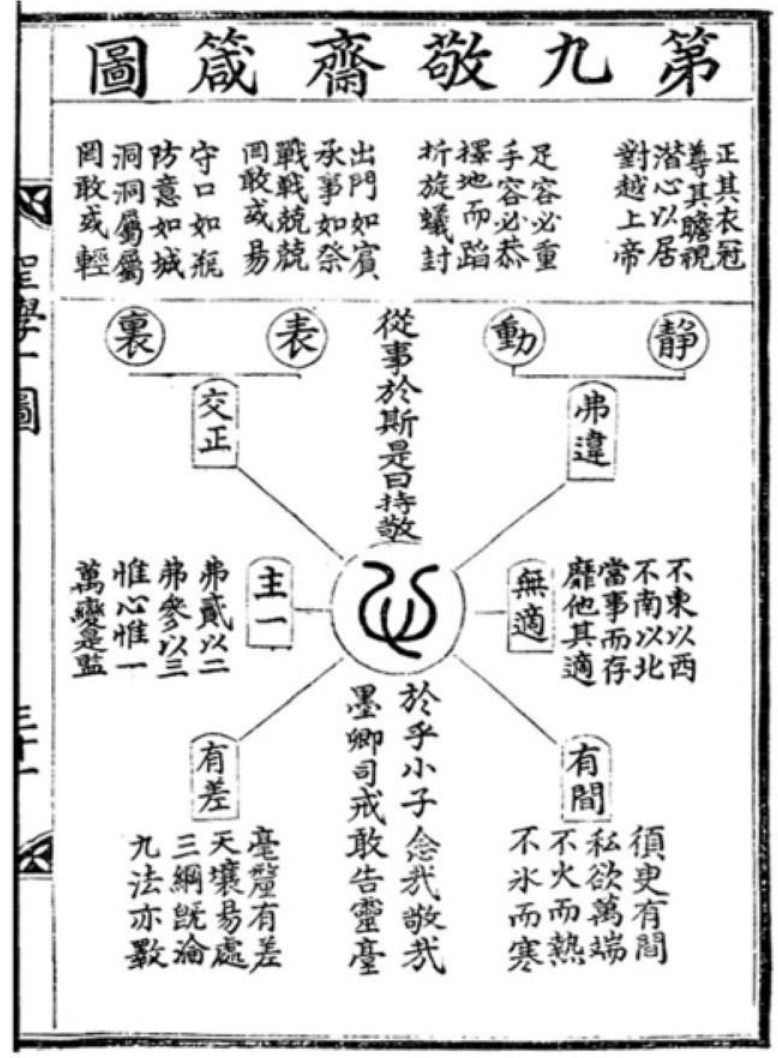 第九敬齋箴圖
正其衣冠
尊其瞻視
潛心以居
對越上帝
足容必重
手容必恭
擇地而蹈
折旋蟻封
出門如賓
承事如祭
戰戰兢兢
罔敢或易
守口如瓶
防意如城
洞洞屬屬
罔敢或輕
静
動
表
裏
弗違
從事於斯是曰持敬
交正
心
無適
不東以西
不南以北
當事而存
靡他其適
主一
弗貳以二
弗參以三
惟心惟一
萬變是監
有間
須臾有間
私欲萬端
不火而熱
不氷而寒
於乎小子念哉敬哉
墨卿司戒敢告靈臺
有差
毫釐有差
天壤易處
三綱旣淪
九法亦斁